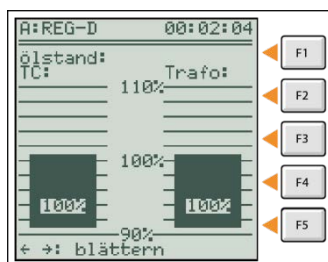 A:REG-D 00:02:04
ölstand:
TC: Trafo:
110%
100%
100% 100%
90%
← →: blättern
F1
F2
F3
F4
F5